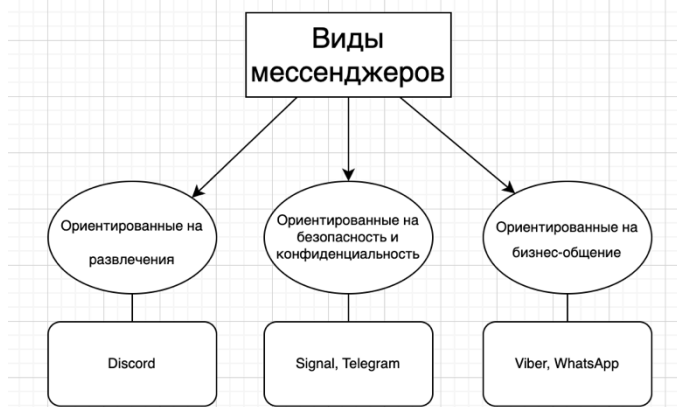 Виды
мессенджеров
Ориентированные на
развлечения
Ориентированные на
безопасность и
конфиденциальность
Ориентированные на
бизнес-общение
Discord
Signal, Telegram
Viber, WhatsApp